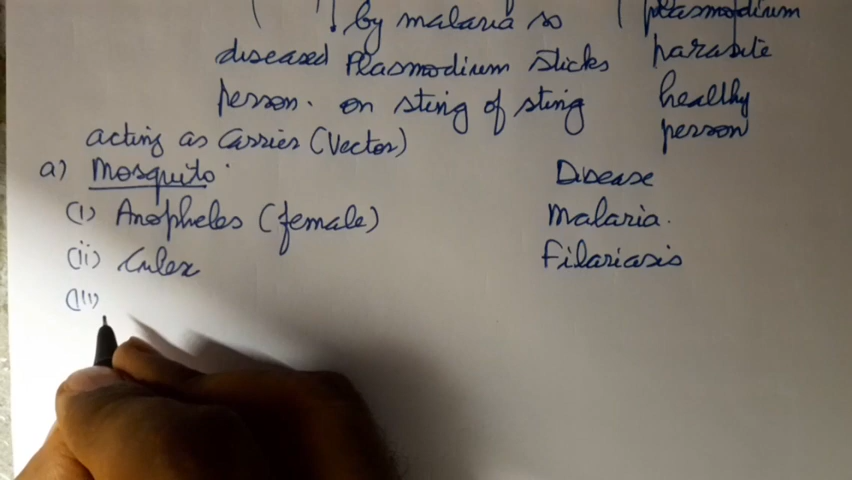 by malaria so plasmodium
diseased Plasmodium sticks parasite
person. on sting of sting healthy
person
acting as Carrier (Vector)
a) Mosquito Disease
(i) Anopheles (female) Malaria.
(ii) Culex Filariasis
(iii)